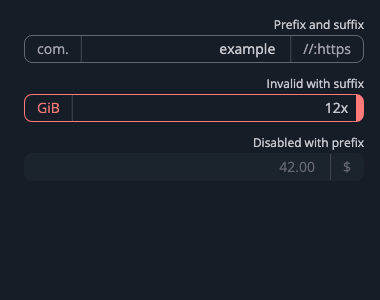 Prefix and suffix
com. example //:https
Invalid with suffix
GiB 12x
Disabled with prefix
42.00 $